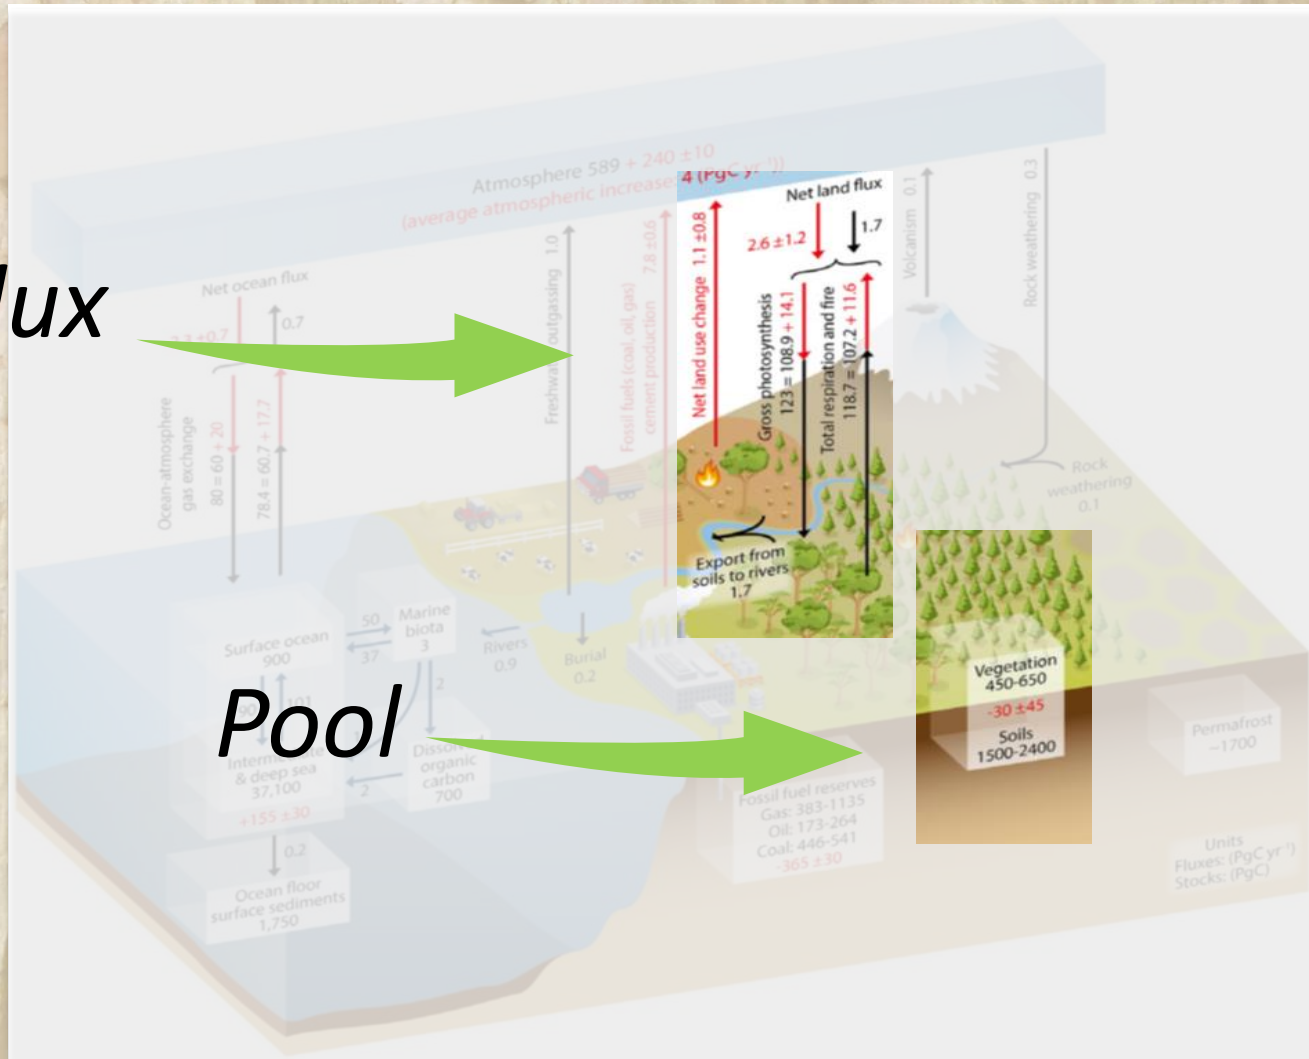 Atmosphere 589 + 240 ±10
(average atmospheric increase
4 (PgC yr⁻¹))
Net ocean flux
±0.7
0.7
Ocean-atmosphere
gas exchange
80 = 60 + 20
78.4 = 60.7 + 17.7
ux
Freshwat outgassing 1.0
Fossil fuels (coal, oil, gas)
cement production 7.8 ±0.6
Net land use change 1.1 ±0.8
Net land flux
2.6 ±1.2
1.7
Gross photosynthesis
123 = 108.9 + 14.1
Total respiration and fire
118.7 = 107.2 + 11.6
Volcanism 0.1
Rock weathering 0.3
Rock
weathering
0.1
Export from
soils to rivers
1.7
Surface ocean
900
50
37
Marine
biota
3
Rivers
0.9
Burial
0.2
90
101
2
Pool
& deep sea
37,100
+155 ±30
2
organic
carbon
700
0.2
Ocean floor
surface sediments
1,750
Fossil fuel reserves
Gas: 383-1135
Oil: 173-264
Coal: 446-541
-365 ±30
Vegetation
450-650
-30 ±45
Soils
1500-2400
Permafrost
~1700
Units
Fluxes: (PgC yr⁻¹)
Stocks: (PgC)